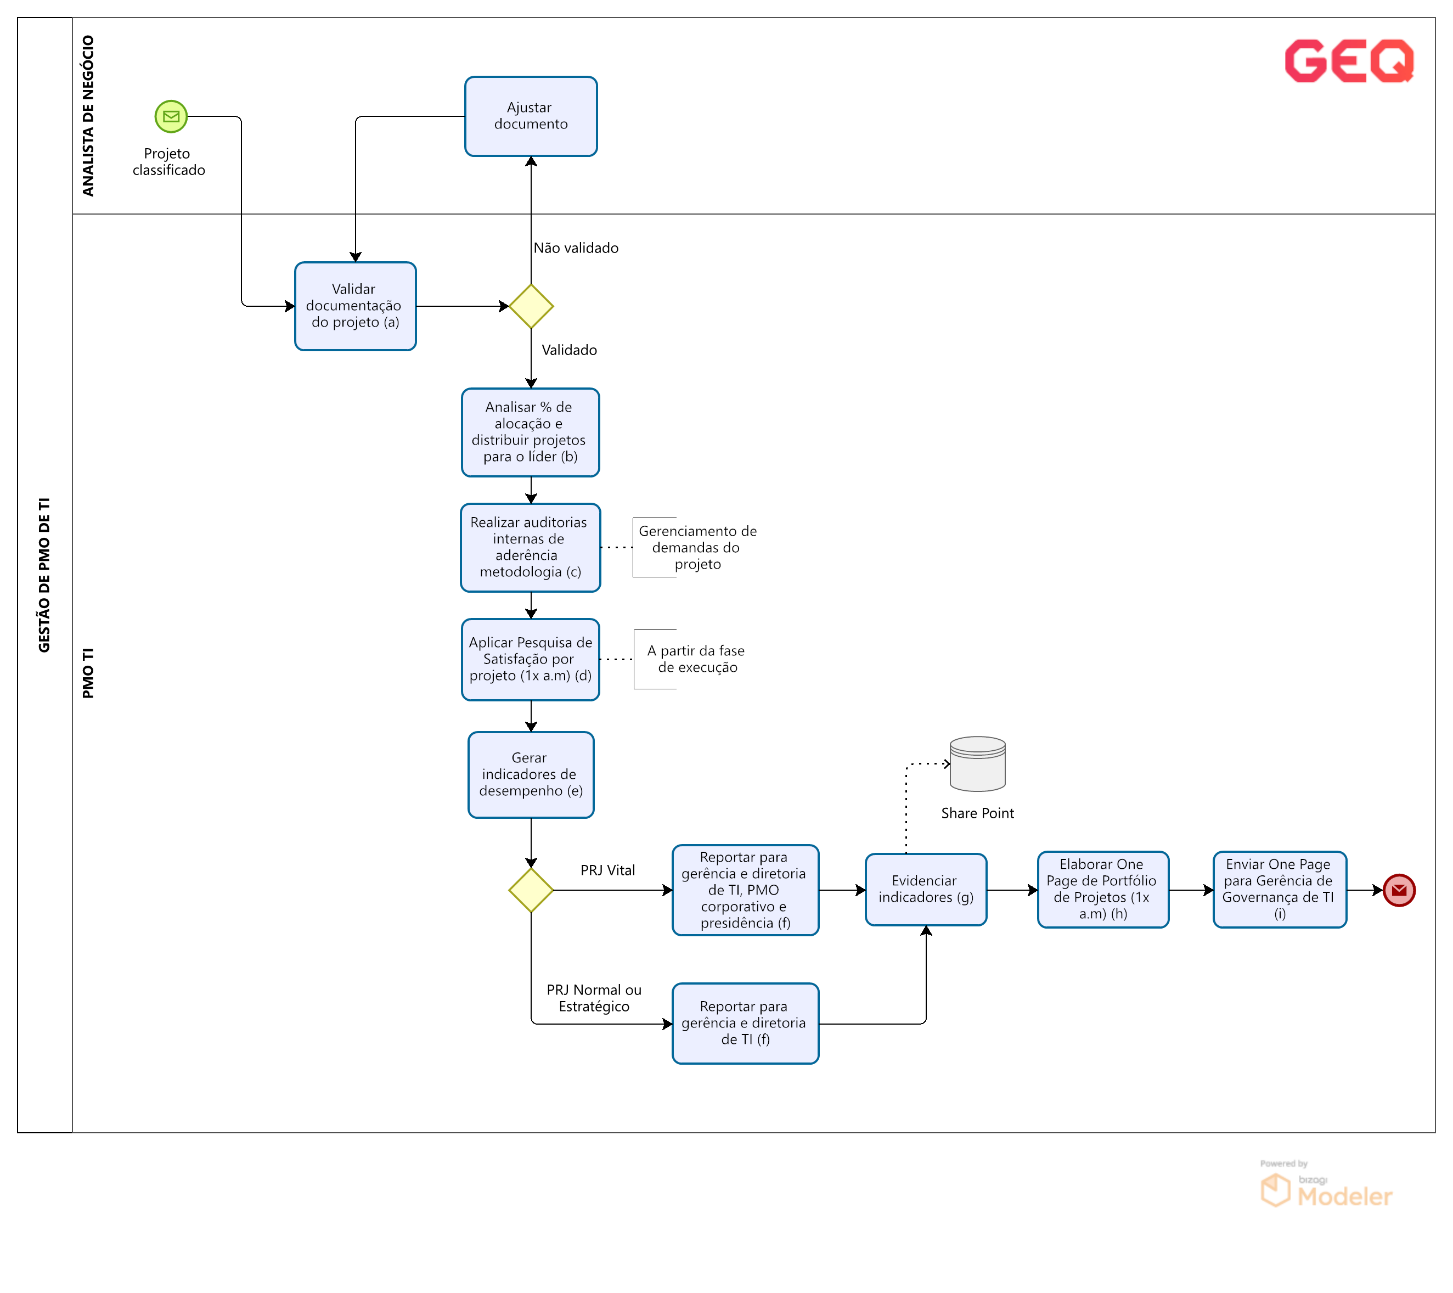 GESTÃO DE PMO DE TI
ANALISTA DE NEGÓCIO
GEQ
Projeto
classificado
Ajustar
documento
PMO TI
Não validado
Validar
documentação
do projeto (a)
Validado
Analisar % de
alocação e
distribuir projetos
para o líder (b)
Realizar auditorias
internas de
aderência
metodologia (c)
Gerenciamento de
demandas do
projeto
Aplicar Pesquisa de
Satisfação por
projeto (1x a.m) (d)
A partir da fase
de execução
Gerar
indicadores de
desempenho (e)
Share Point
PRJ Vital
Reportar para
gerência e diretoria
de TI, PMO
corporativo e
presidência (f)
Evidenciar
indicadores (g)
Elaborar One
Page de Portfólio
de Projetos (1x
a.m) (h)
Enviar One Page
para Gerência de
Governança de TI
(i)
PRJ Normal ou
Estratégico
Reportar para
gerência e diretoria
de TI (f)
Powered by
bizagi
Modeler